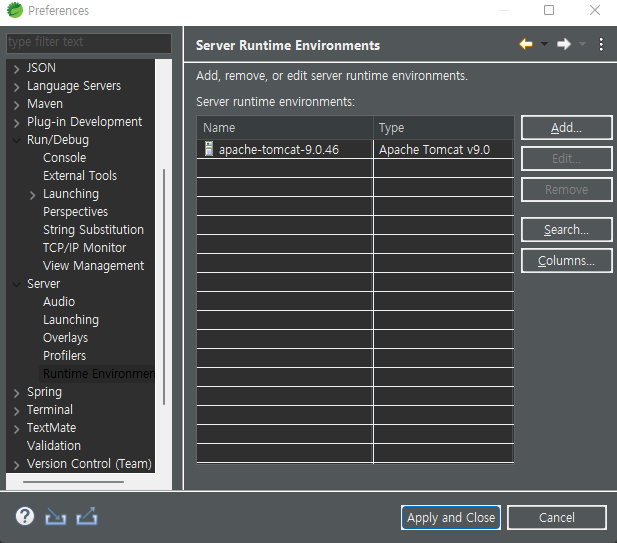 Preferences
type filter text
JSON
Language Servers
Maven
Plug-in Development
Run/Debug
Console
External Tools
Launching
Perspectives
String Substitution
TCP/IP Monitor
View Management
Server
Audio
Launching
Overlays
Profilers
Runtime Environmen
Spring
Terminal
TextMate
Validation
Version Control (Team)
Server Runtime Environments
Add, remove, or edit server runtime environments.
Server runtime environments:
Name Type
apache-tomcat-9.0.46 Apache Tomcat v9.0
Add...
Edit...
Remove
Search...
Columns...
Apply and Close
Cancel